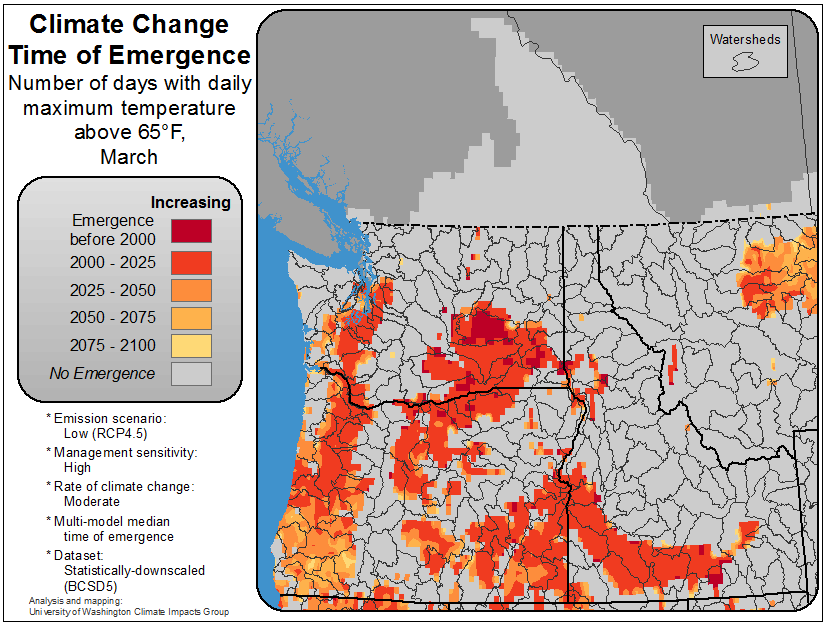 Climate Change
Time of Emergence
Number of days with daily
maximum temperature
above 65°F,
March
Increasing
Emergence
before 2000
2000 - 2025
2025 - 2050
2050 - 2075
2075 - 2100
No Emergence
* Emission scenario:
Low (RCP4.5)
* Management sensitivity:
High
* Rate of climate change:
Moderate
* Multi-model median
time of emergence
* Dataset:
Statistically-downscaled
(BCSD5)
Analysis and mapping:
University of Washington Climate Impacts Group
Watersheds